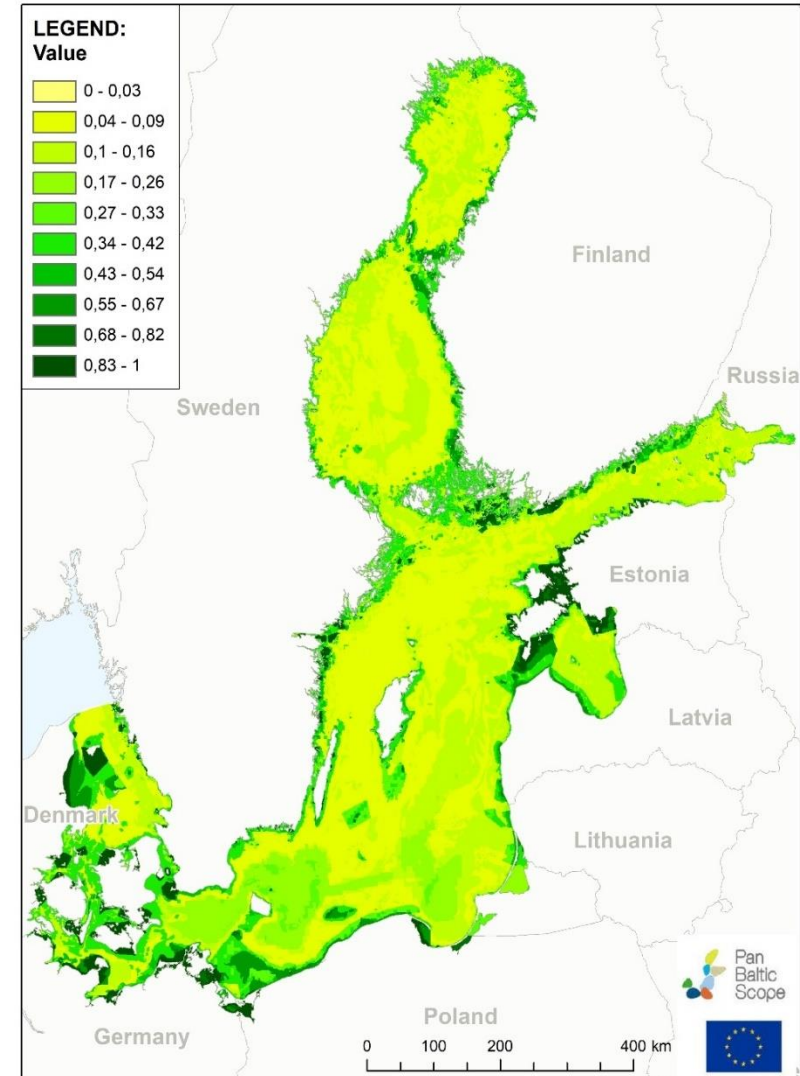 LEGEND:
Value
0 - 0,03
0,04 - 0,09
0,1 - 0,16
0,17 - 0,26
0,27 - 0,33
0,34 - 0,42
0,43 - 0,54
0,55 - 0,67
0,68 - 0,82
0,83 - 1
Finland
Russia
Sweden
Estonia
Latvia
Denmark
Lithuania
Pan
Baltic
Scope
Poland
Germany
0 100 200 400 km